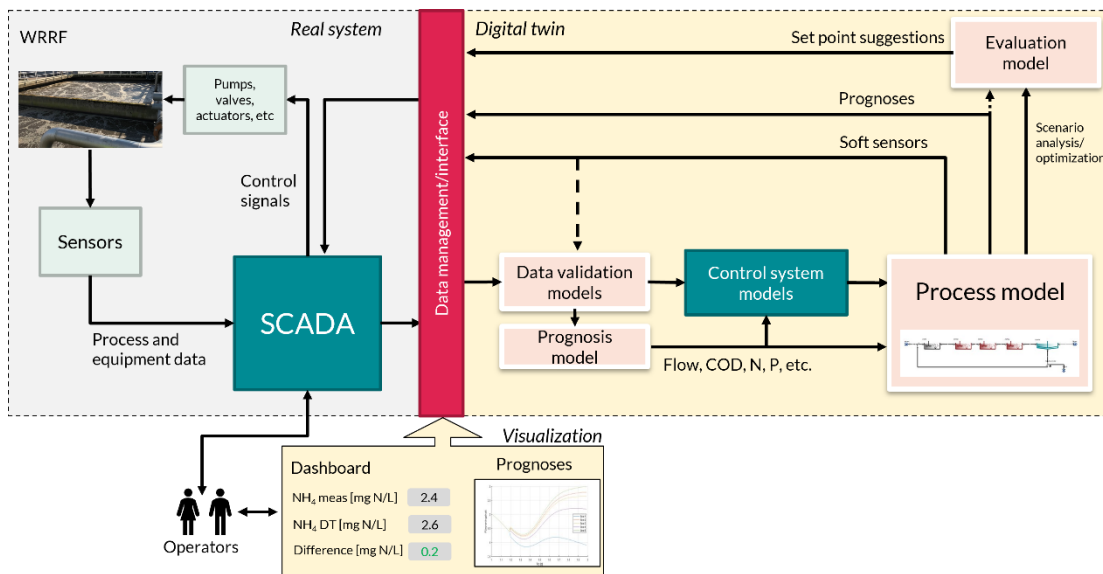 WRRF
Real system
Pumps,
valves,
actuators, etc
Control
signals
Sensors
SCADA
Process and
equipment data
Data management/interface
Digital twin
Set point suggestions
Evaluation
model
Prognoses
Soft sensors
Scenario
analysis/
optimization
Data validation
models
Control system
models
Process model
Prognosis
model
Flow, COD, N, P, etc.
Visualization
Operators
Dashboard
NH₄ meas [mg N/L]
2.4
NH₄ DT [mg N/L]
2.6
Difference [mg N/L]
0.2
Prognoses